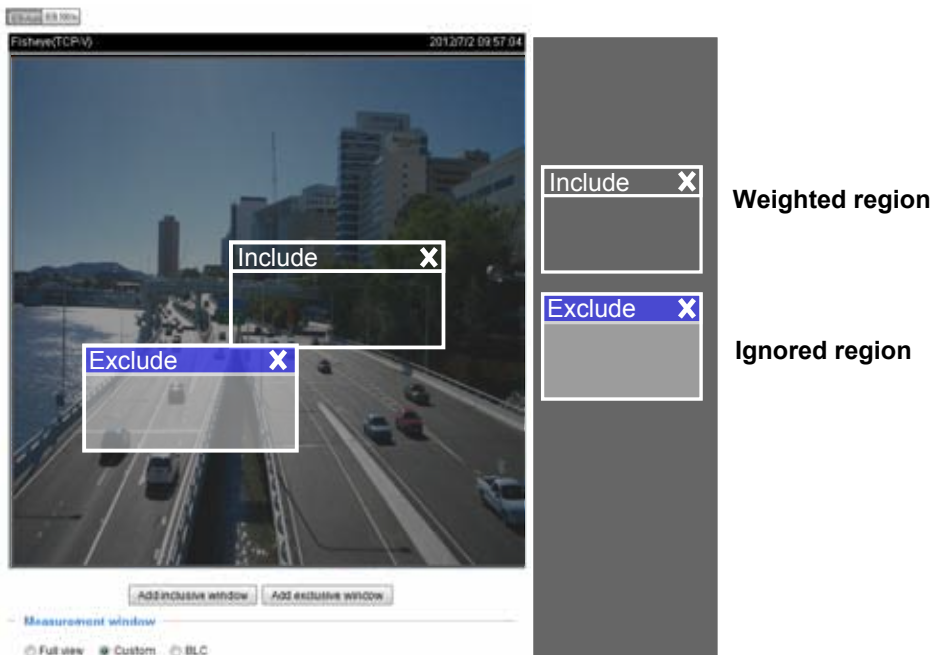 Fisheye(TCP-V) 2012/7/2 09:57:04
Include
Weighted region
Include
Exclude
Ignored region
Exclude
Add inclusive window Add exclusive window
Measurement window
Full view Custom BLC